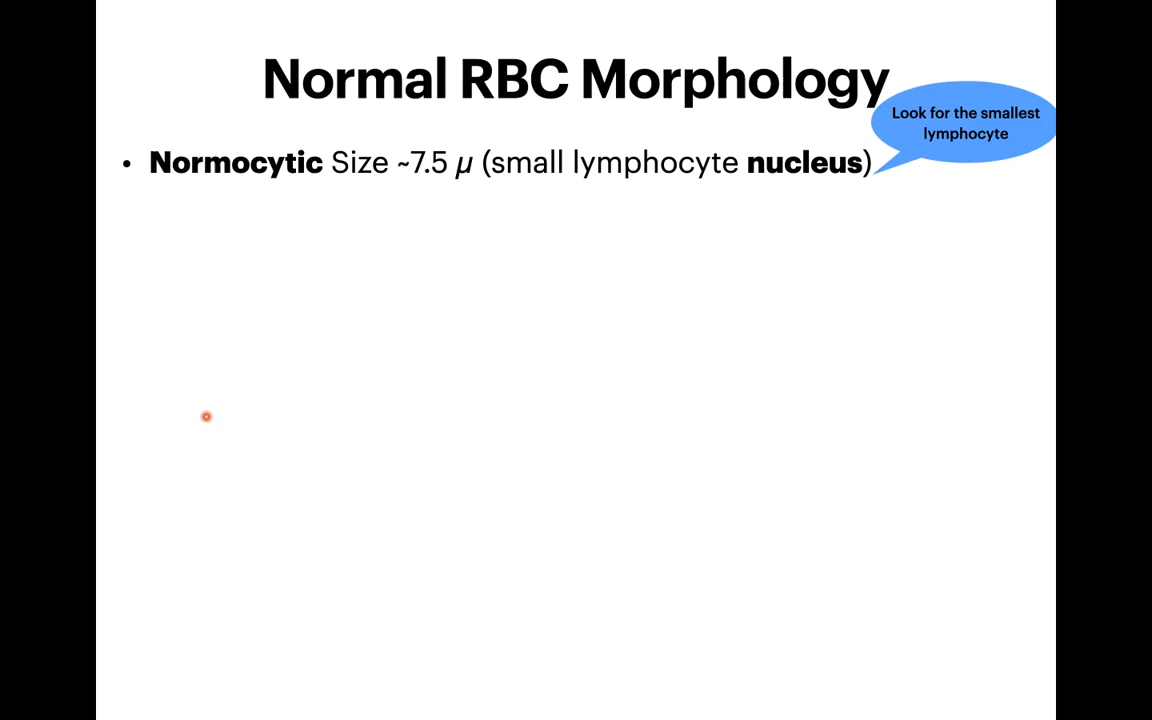 Normal RBC Morphology
Look for the smallest
lymphocyte
• Normocytic Size ~7.5 μ (small lymphocyte nucleus)